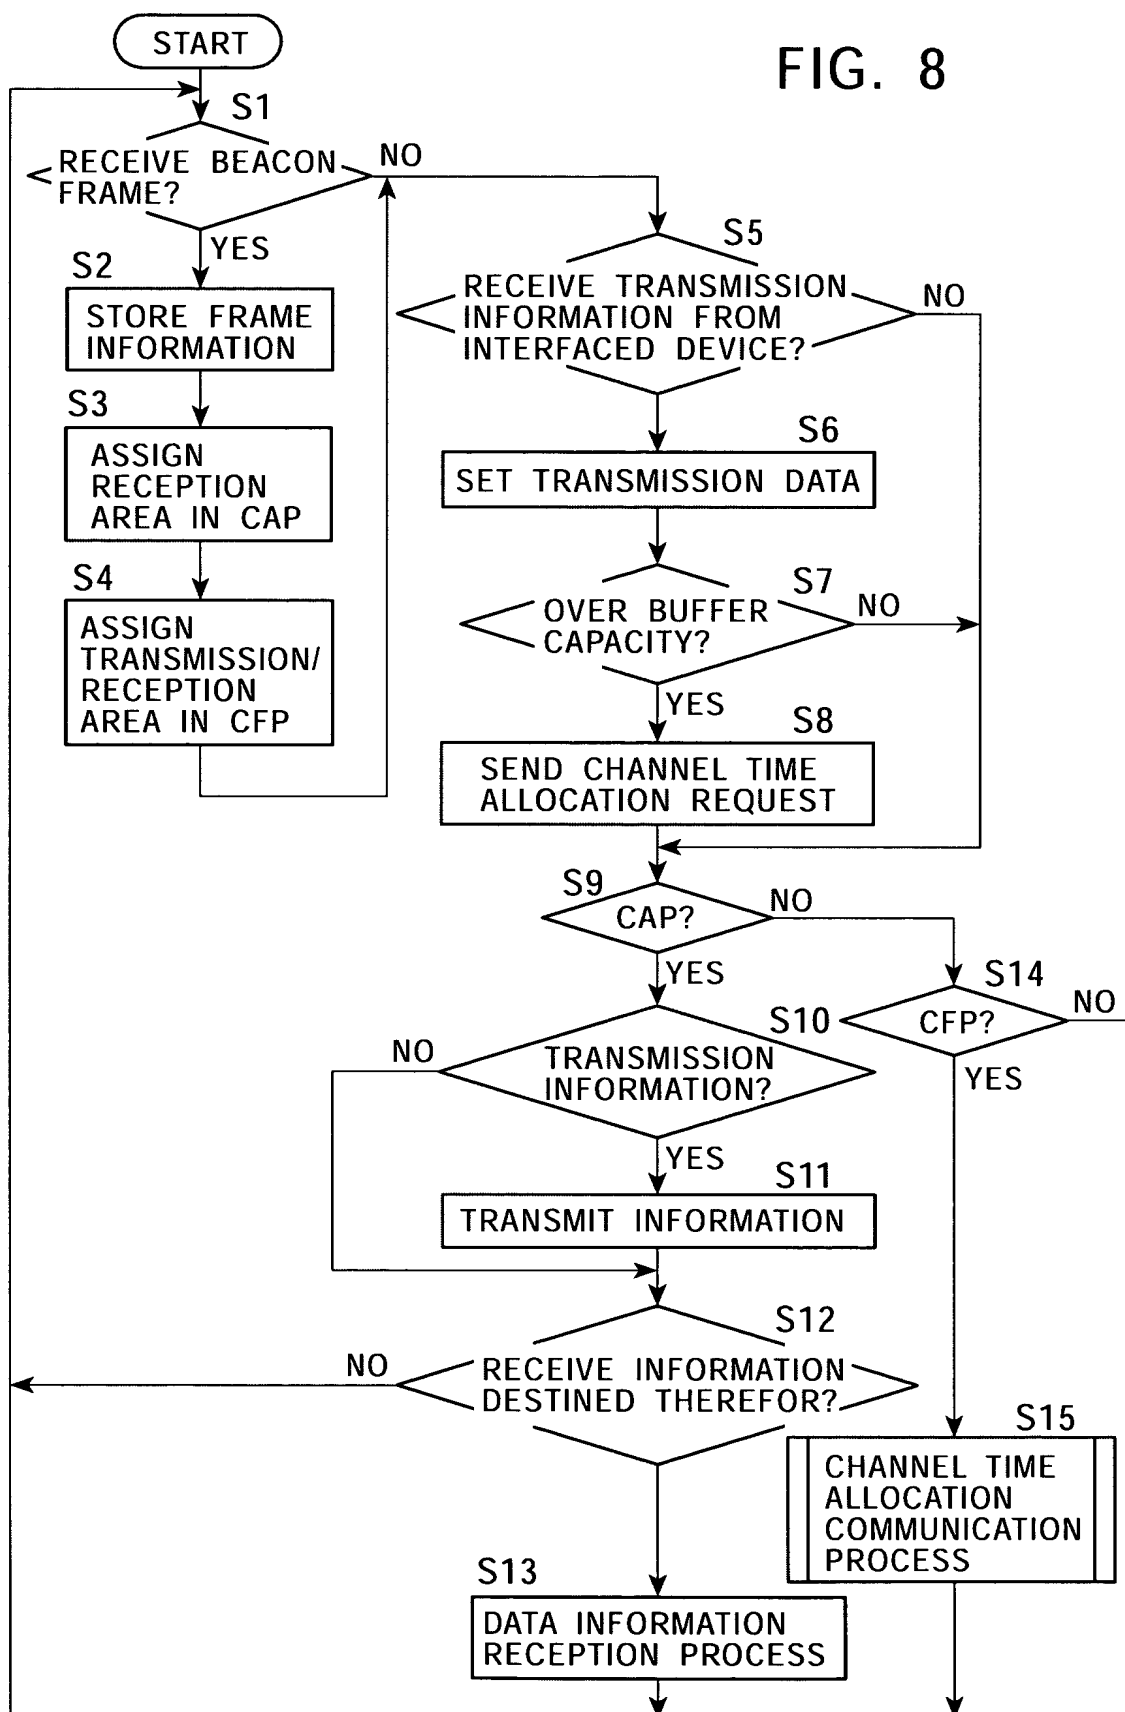 START
FIG. 8
S1
RECEIVE BEACON
FRAME?
NO
YES
S2
STORE FRAME
INFORMATION
S3
ASSIGN
RECEPTION
AREA IN CAP
S4
ASSIGN
TRANSMISSION/
RECEPTION
AREA IN CFP
S5
RECEIVE TRANSMISSION
INFORMATION FROM
INTERFACED DEVICE?
NO
S6
SET TRANSMISSION DATA
S7
OVER BUFFER
CAPACITY?
NO
YES
S8
SEND CHANNEL TIME
ALLOCATION REQUEST
S9
CAP?
NO
YES
S10
TRANSMISSION
INFORMATION?
NO
YES
S11
TRANSMIT INFORMATION
S12
RECEIVE INFORMATION
DESTINED THEREFOR?
NO
S13
DATA INFORMATION
RECEPTION PROCESS
S14
CFP?
NO
YES
S15
CHANNEL TIME
ALLOCATION
COMMUNICATION
PROCESS